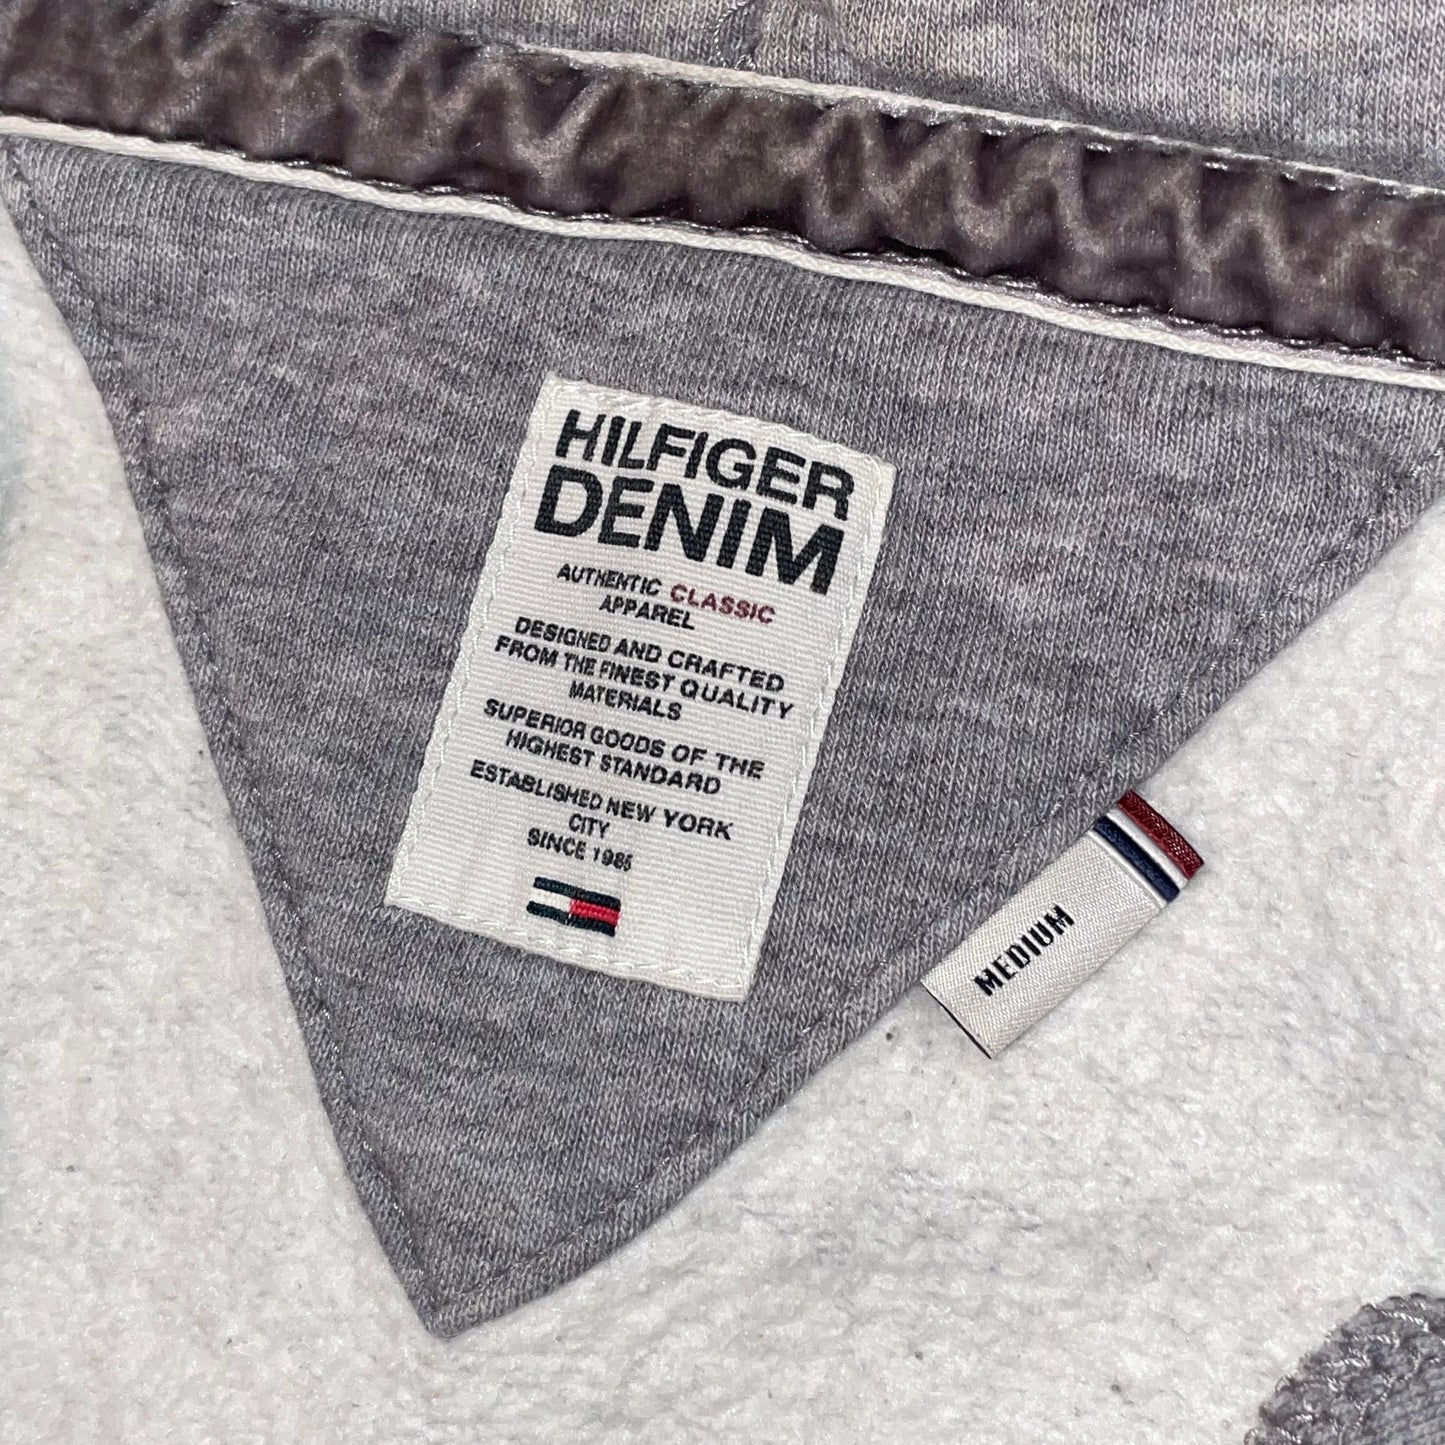 HILFIGER
DENIM
AUTHENTIC CLASSIC
APPAREL
DESIGNED AND CRAFTED
FROM THE FINEST QUALITY
MATERIALS
SUPERIOR GOODS OF THE
HIGHEST STANDARD
ESTABLISHED NEW YORK
CITY
SINCE 1985
MEDIUM